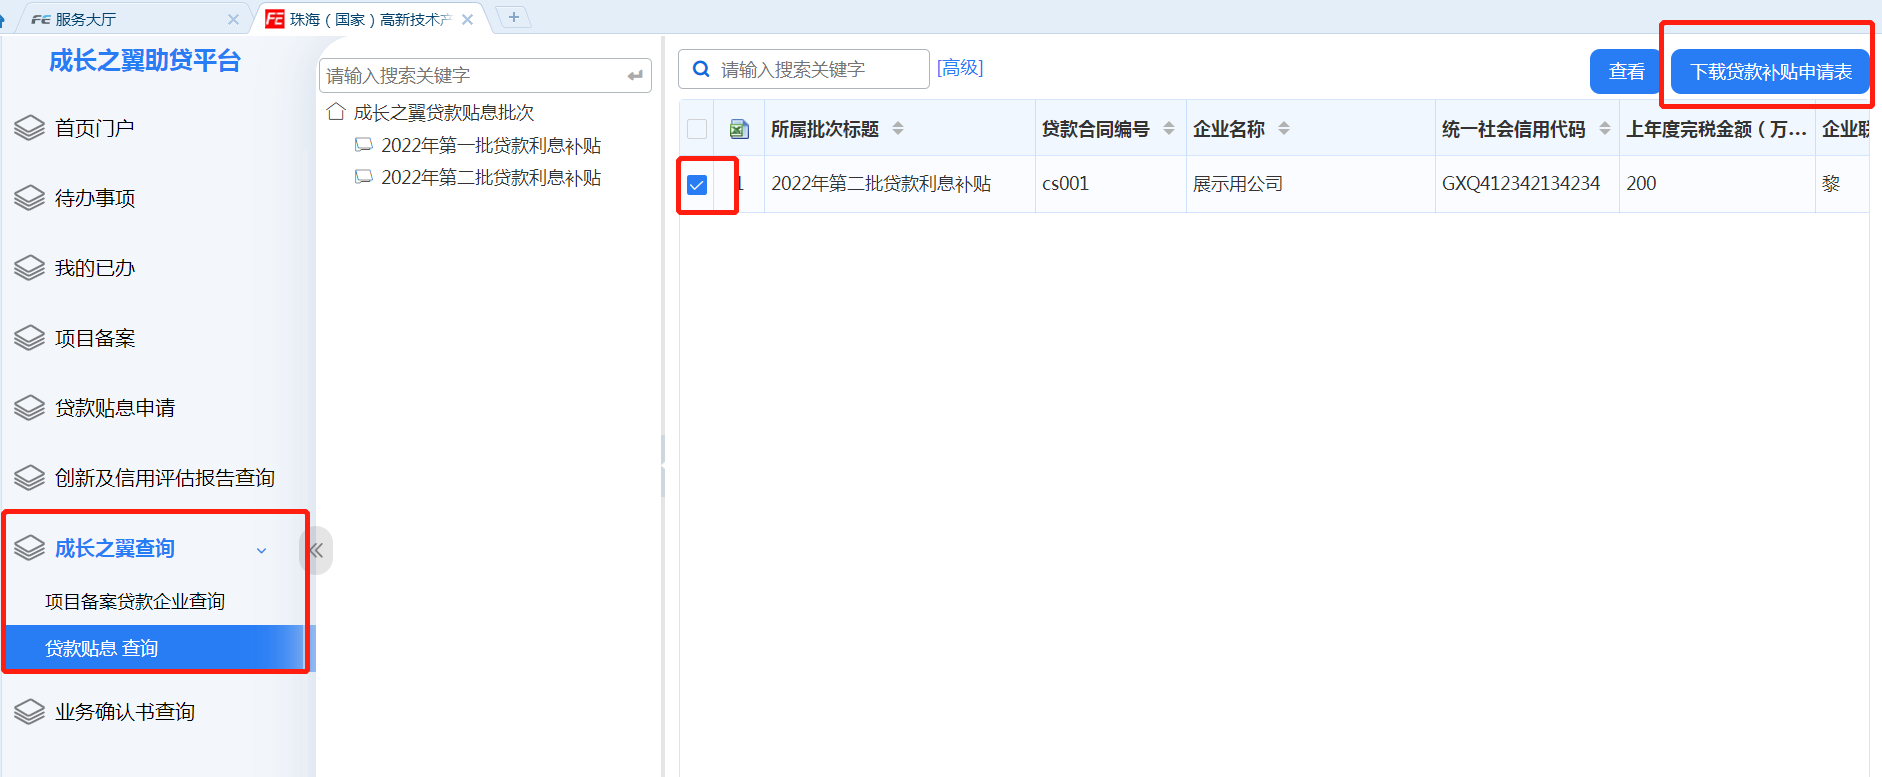 服务大厅
珠海（国家）高新技术产
成长之翼助贷平台
首页门户
待办事项
我的已办
项目备案
贷款贴息申请
创新及信用评估报告查询
成长之翼查询
项目备案贷款企业查询
贷款贴息 查询
业务确认书查询
请输入搜索关键字
成长之翼贷款贴息批次
2022年第一批贷款利息补贴
2022年第二批贷款利息补贴
请输入搜索关键字 [高级] 查看 下载贷款补贴申请表
所属批次标题 贷款合同编号 企业名称 统一社会信用代码 上年度完税金额（万... 企业联
1 2022年第二批贷款利息补贴 cs001 展示用公司 GXQ412342134234 200 黎